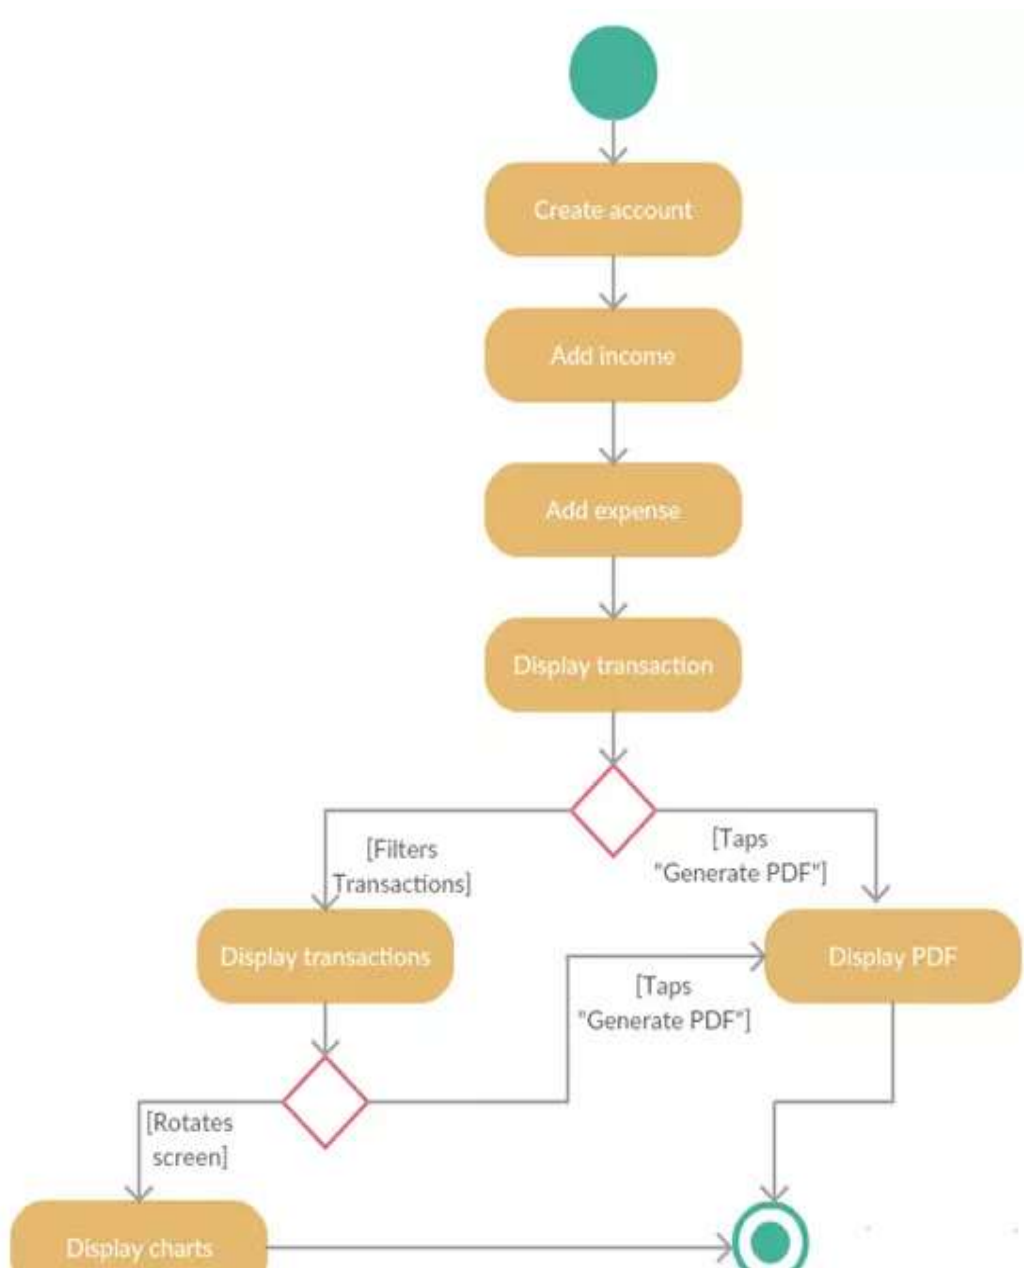 Create account
Add income
Add expense
Display transaction
[Filters
Transactions]
[Taps
"Generate PDF"]
Display transactions
Display PDF
[Taps
"Generate PDF"]
[Rotates
screen]
Display charts